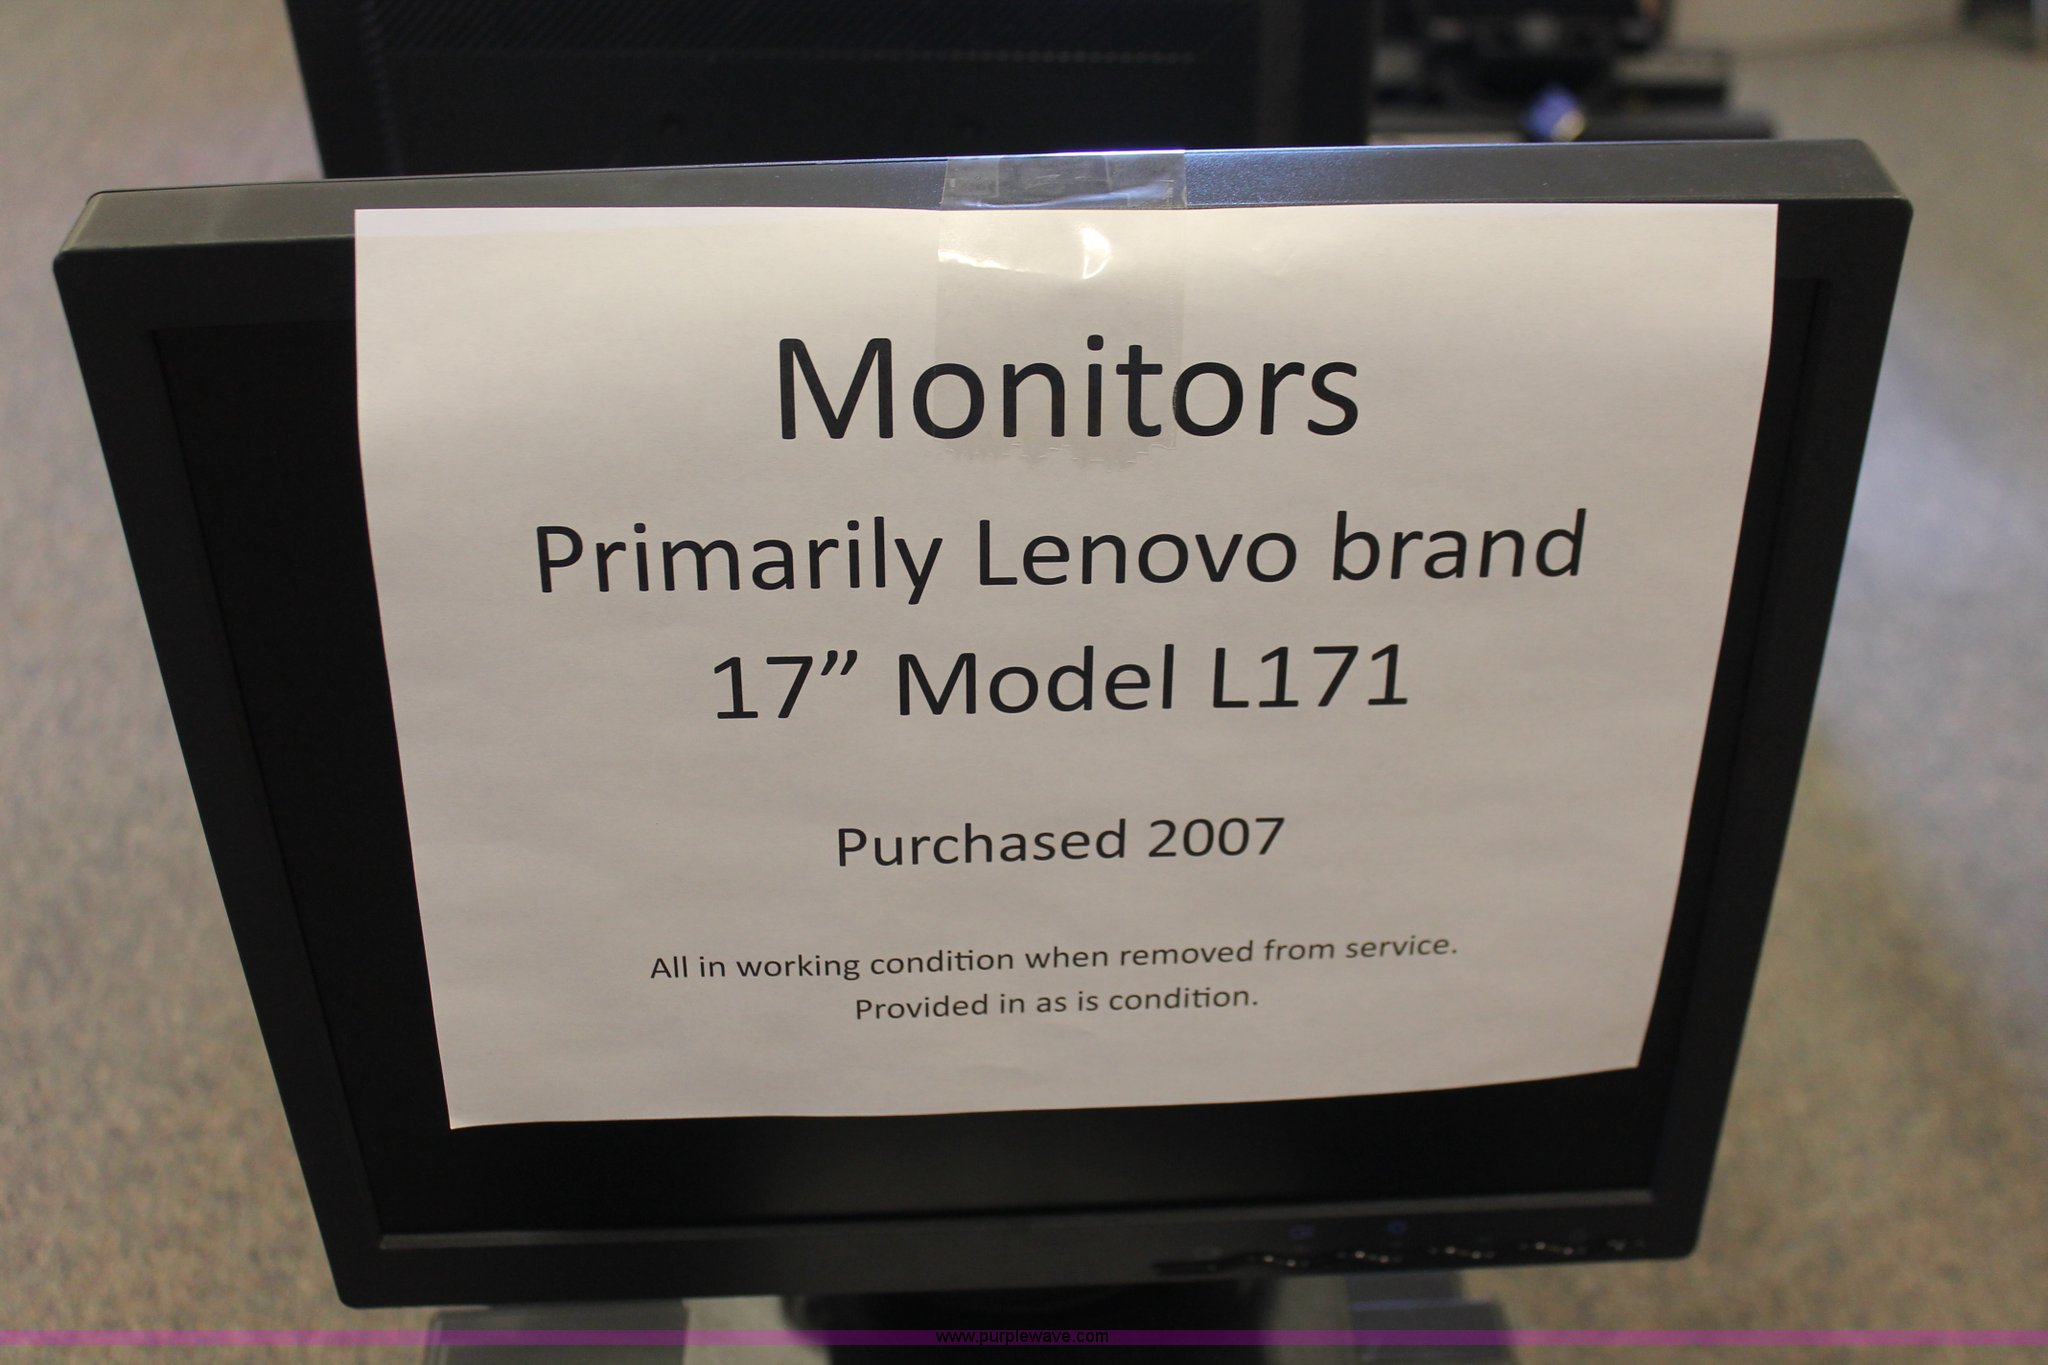 Monitors
Primarily Lenovo brand
17” Model L171
Purchased 2007
All in working condition when removed from service.
Provided in as is condition.
www.purplewave.com